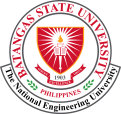 BATANGAS STATE UNIVERSITY
1903
PHILIPPINES
The National Engineering University